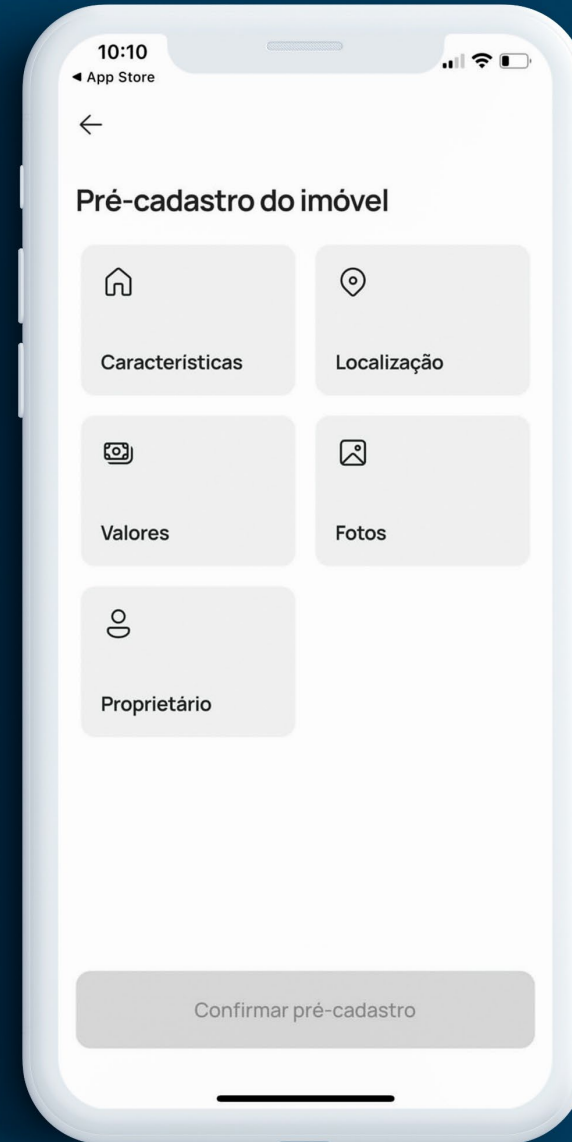 10:10
◀ App Store
Pré-cadastro do imóvel
Características
Localização
Valores
Fotos
Proprietário
Confirmar pré-cadastro